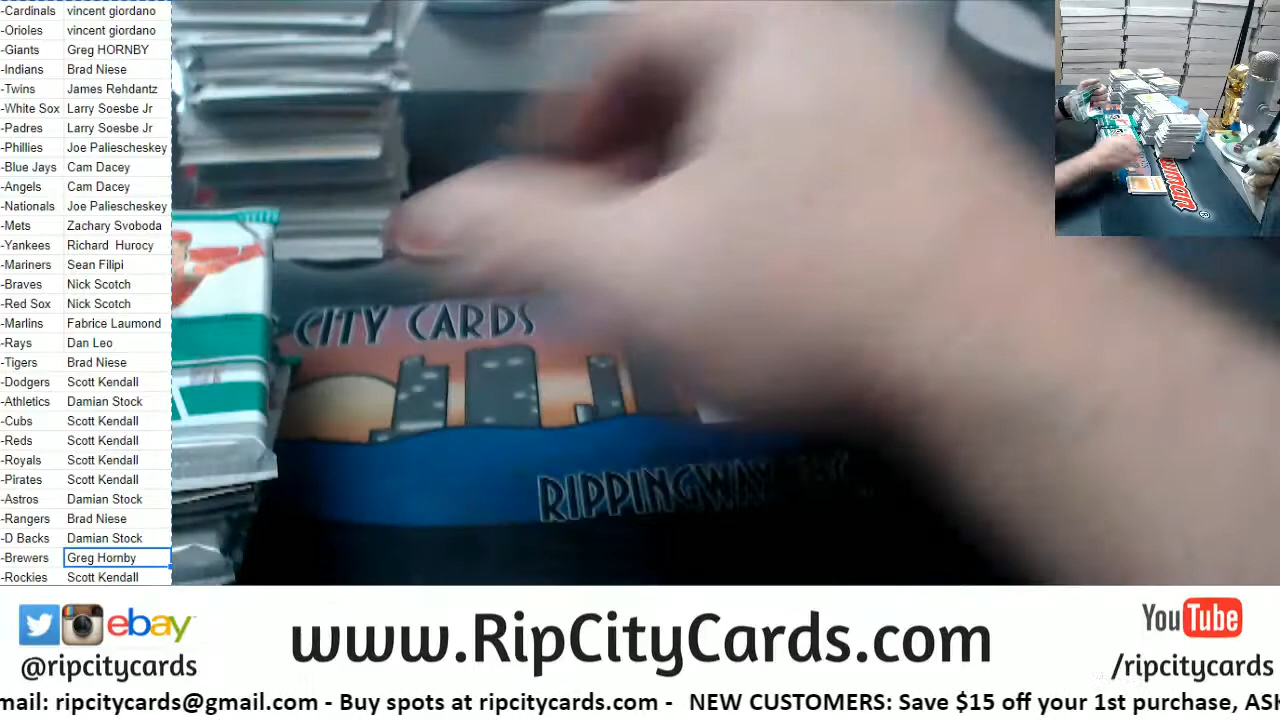 -Cardinals vincent giordano
-Orioles vincent giordano
-Giants Greg HORNBY
-Indians Brad Niese
-Twins James Rehdantz
-White Sox Larry Soesbe Jr
-Padres Larry Soesbe Jr
-Phillies Joe Paliescheskey
-Blue Jays Cam Dacey
-Angels Cam Dacey
-Nationals Joe Paliescheskey
-Mets Zachary Svoboda
-Yankees Richard Hurocy
-Mariners Sean Filipi
-Braves Nick Scotch
-Red Sox Nick Scotch
-Marlins Fabrice Laumond
-Rays Dan Leo
-Tigers Brad Niese
-Dodgers Scott Kendall
-Athletics Damian Stock
-Cubs Scott Kendall
-Reds Scott Kendall
-Royals Scott Kendall
-Pirates Scott Kendall
-Astros Damian Stock
-Rangers Brad Niese
-D Backs Damian Stock
-Brewers Greg Hornby
-Rockies Scott Kendall
CITY CARDS
ebay
@ripcitycards
www.RipCityCards.com
YouTube
/ripcitycards
mail: ripcitycards@gmail.com - Buy spots at ripcitycards.com - NEW CUSTOMERS: Save $15 off your 1st purchase,